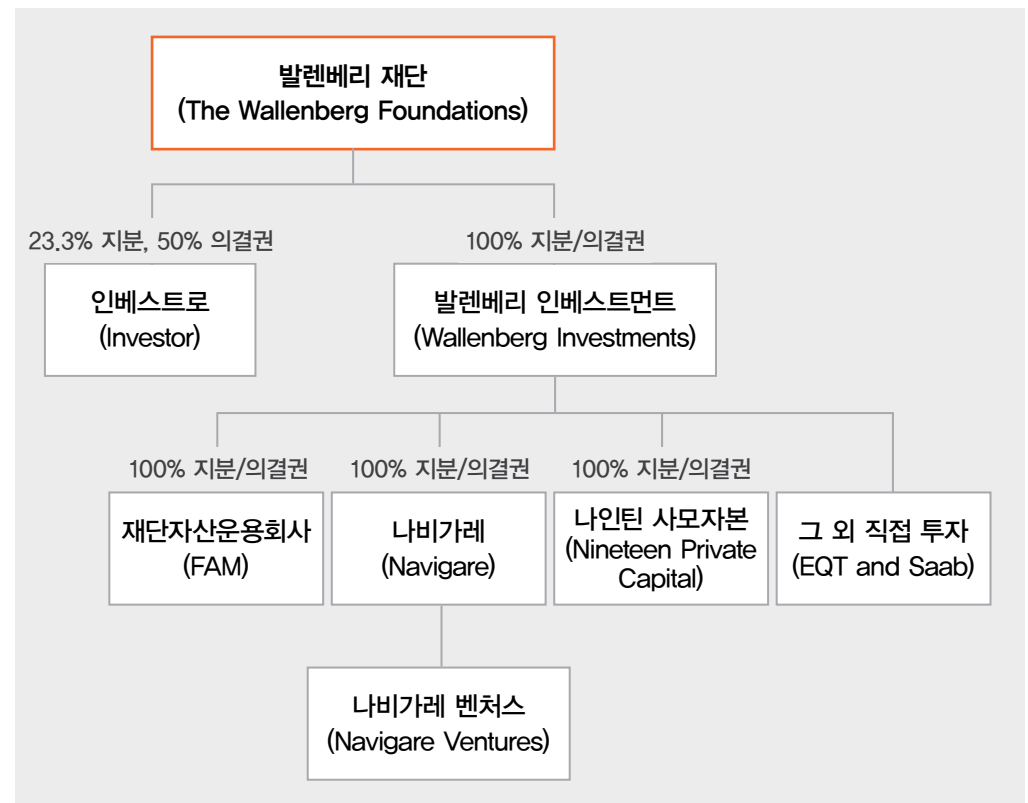 발렌베리 재단
(The Wallenberg Foundations)
23.3% 지분, 50% 의결권
100% 지분/의결권
인베스트로
(Investor)
발렌베리 인베스트먼트
(Wallenberg Investments)
100% 지분/의결권
100% 지분/의결권
100% 지분/의결권
재단자산운용회사
(FAM)
나비가레
(Navigare)
나인틴 사모자본
(Nineteen Private
Capital)
그 외 직접 투자
(EQT and Saab)
나비가레 벤처스
(Navigare Ventures)